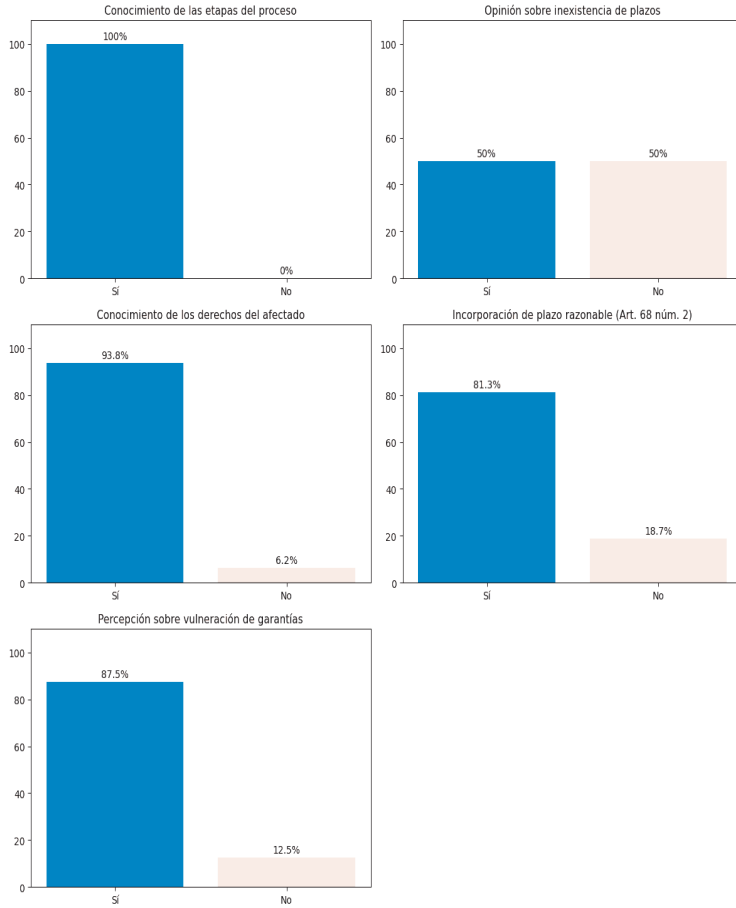 Conocimiento de las etapas del proceso
100%
0%
100
80
60
40
20
0
Sí
No
Opinión sobre inexistencia de plazos
50%
50%
100
80
60
40
20
0
Sí
No
Conocimiento de los derechos del afectado
93.8%
6.2%
100
80
60
40
20
0
Sí
No
Incorporación de plazo razonable (Art. 68 núm. 2)
81.3%
18.7%
100
80
60
40
20
0
Sí
No
Percepción sobre vulneración de garantías
87.5%
12.5%
100
80
60
40
20
0
Sí
No